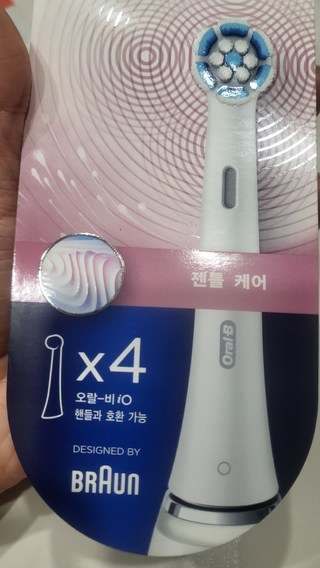 젠틀 케어
Oral-B
x4
오랄-비 iO
핸들과 호환 가능
DESIGNED BY
BRAUN